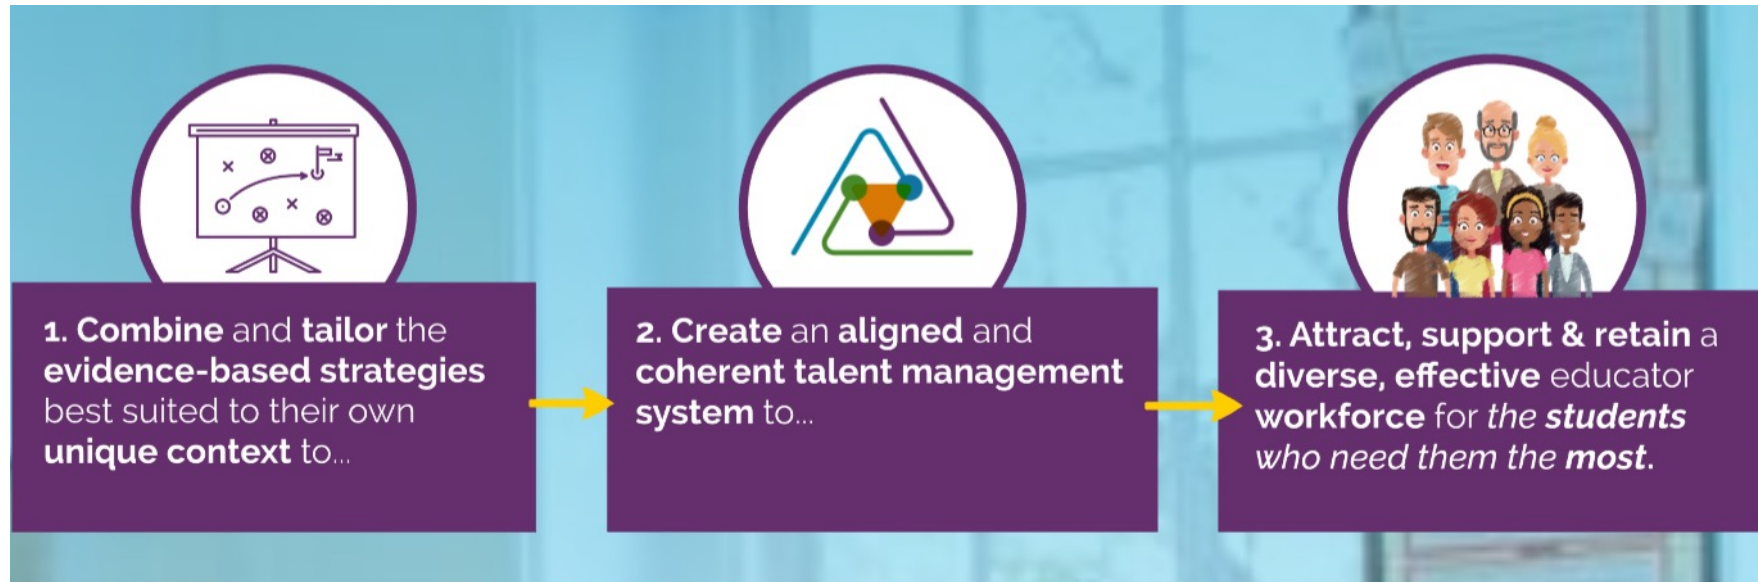 1. Combine and tailor the
evidence-based strategies
best suited to their own
unique context to...
2. Create an aligned and
coherent talent management
system to...
3. Attract, support & retain a
diverse, effective educator
workforce for the students
who need them the most.